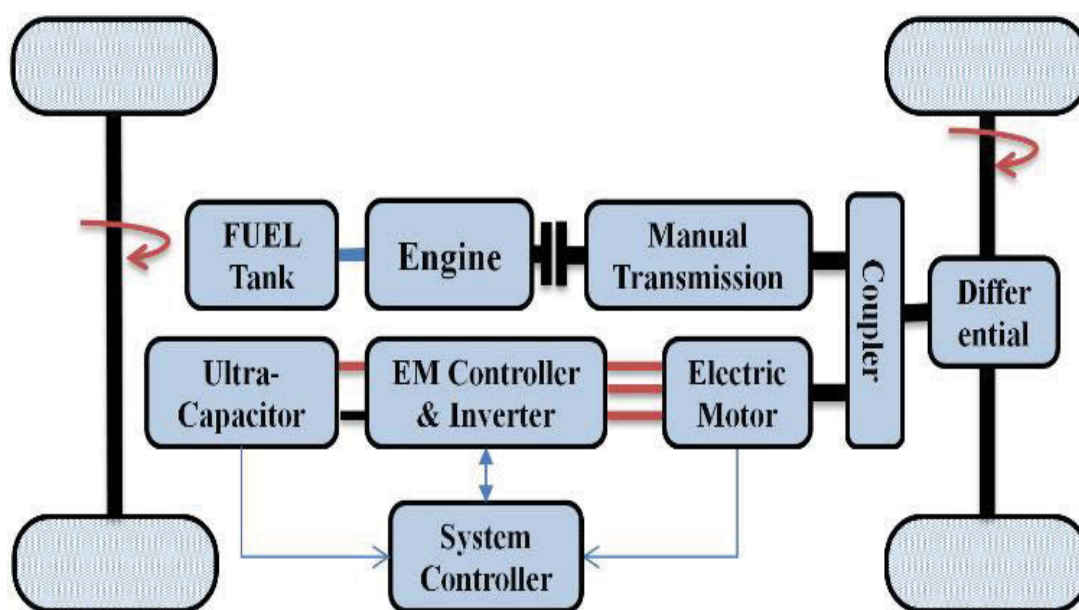 FUEL
Tank
Engine
Manual
Transmission
Coupler
Differ
ential
Ultra-
Capacitor
EM Controller
& Inverter
Electric
Motor
System
Controller